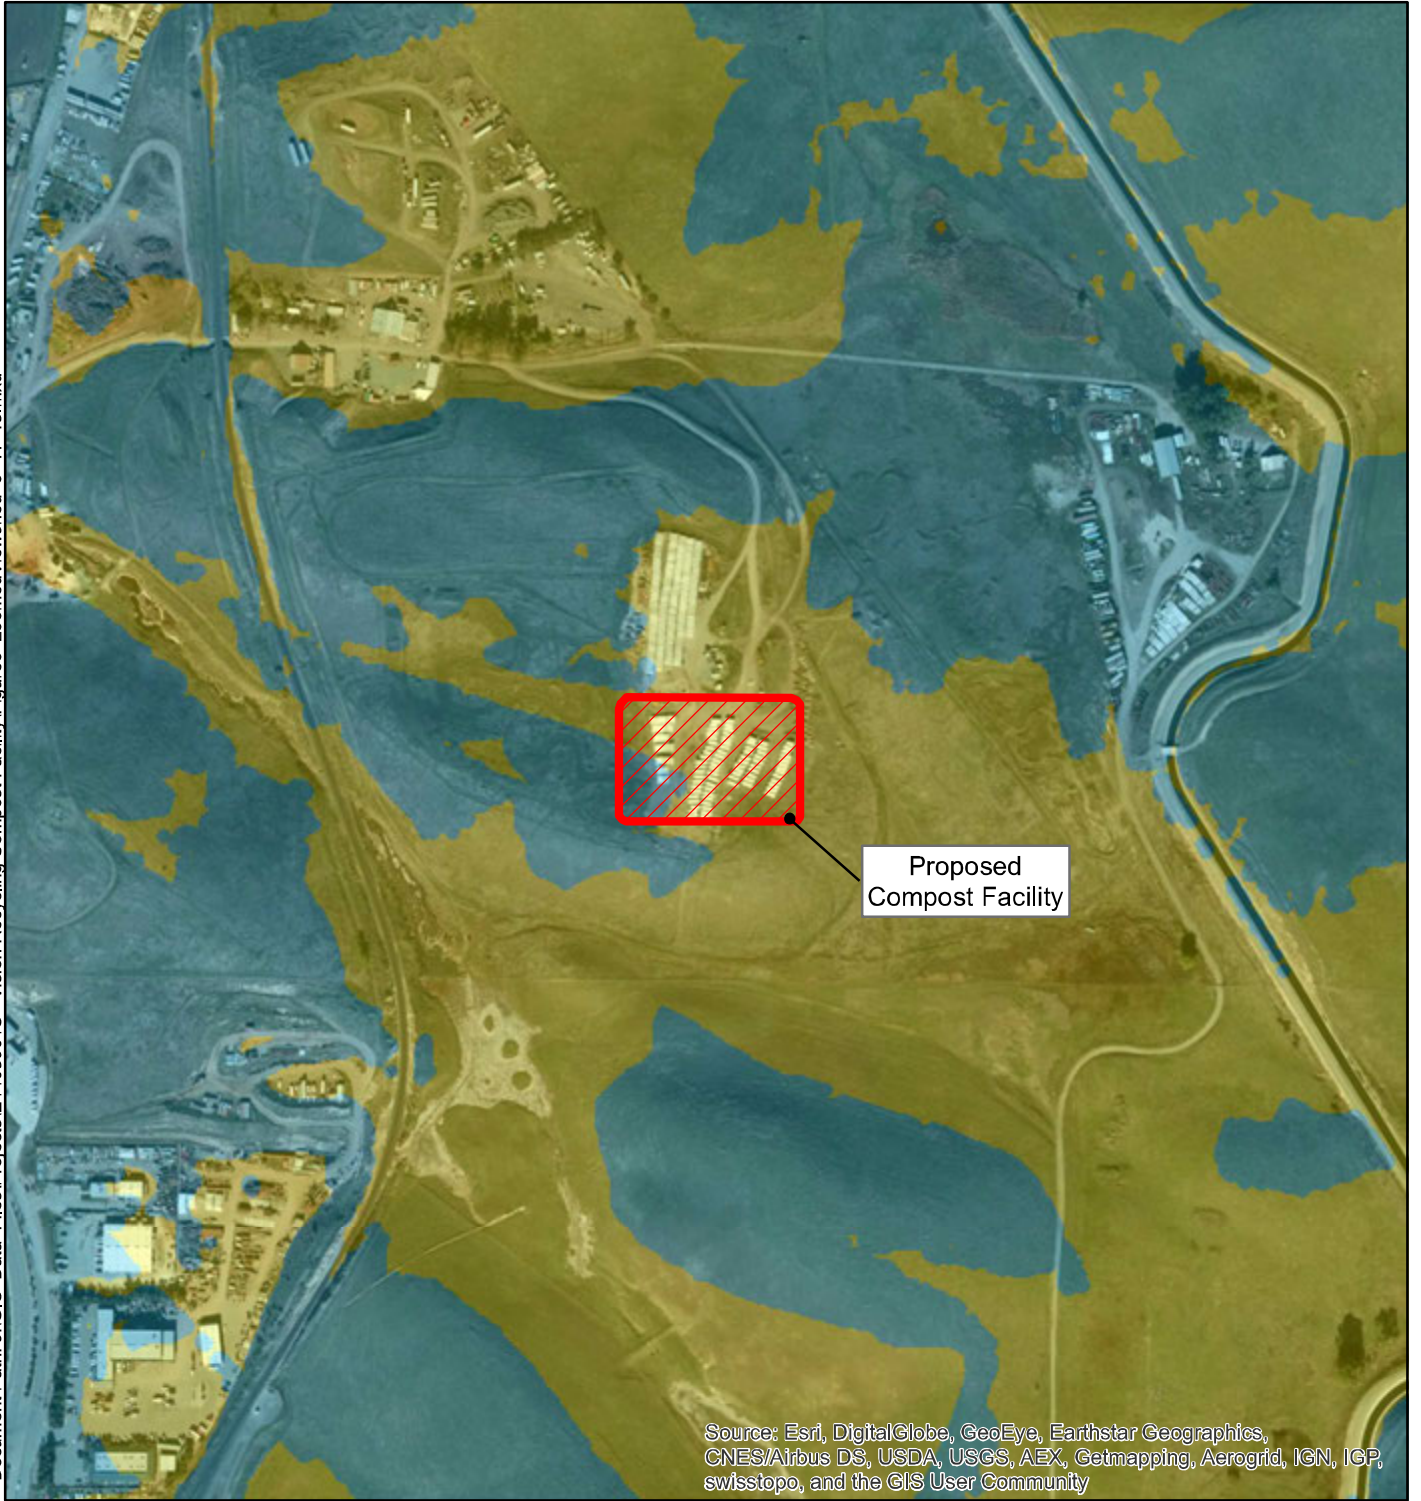 Proposed
Compost Facility
Source: Esri, DigitalGlobe, GeoEye, Earthstar Geographics,
CNES/Airbus DS, USDA, USGS, AEX, Getmapping, Aerogrid, IGN, IGP,
swisstopo, and the GIS User Community